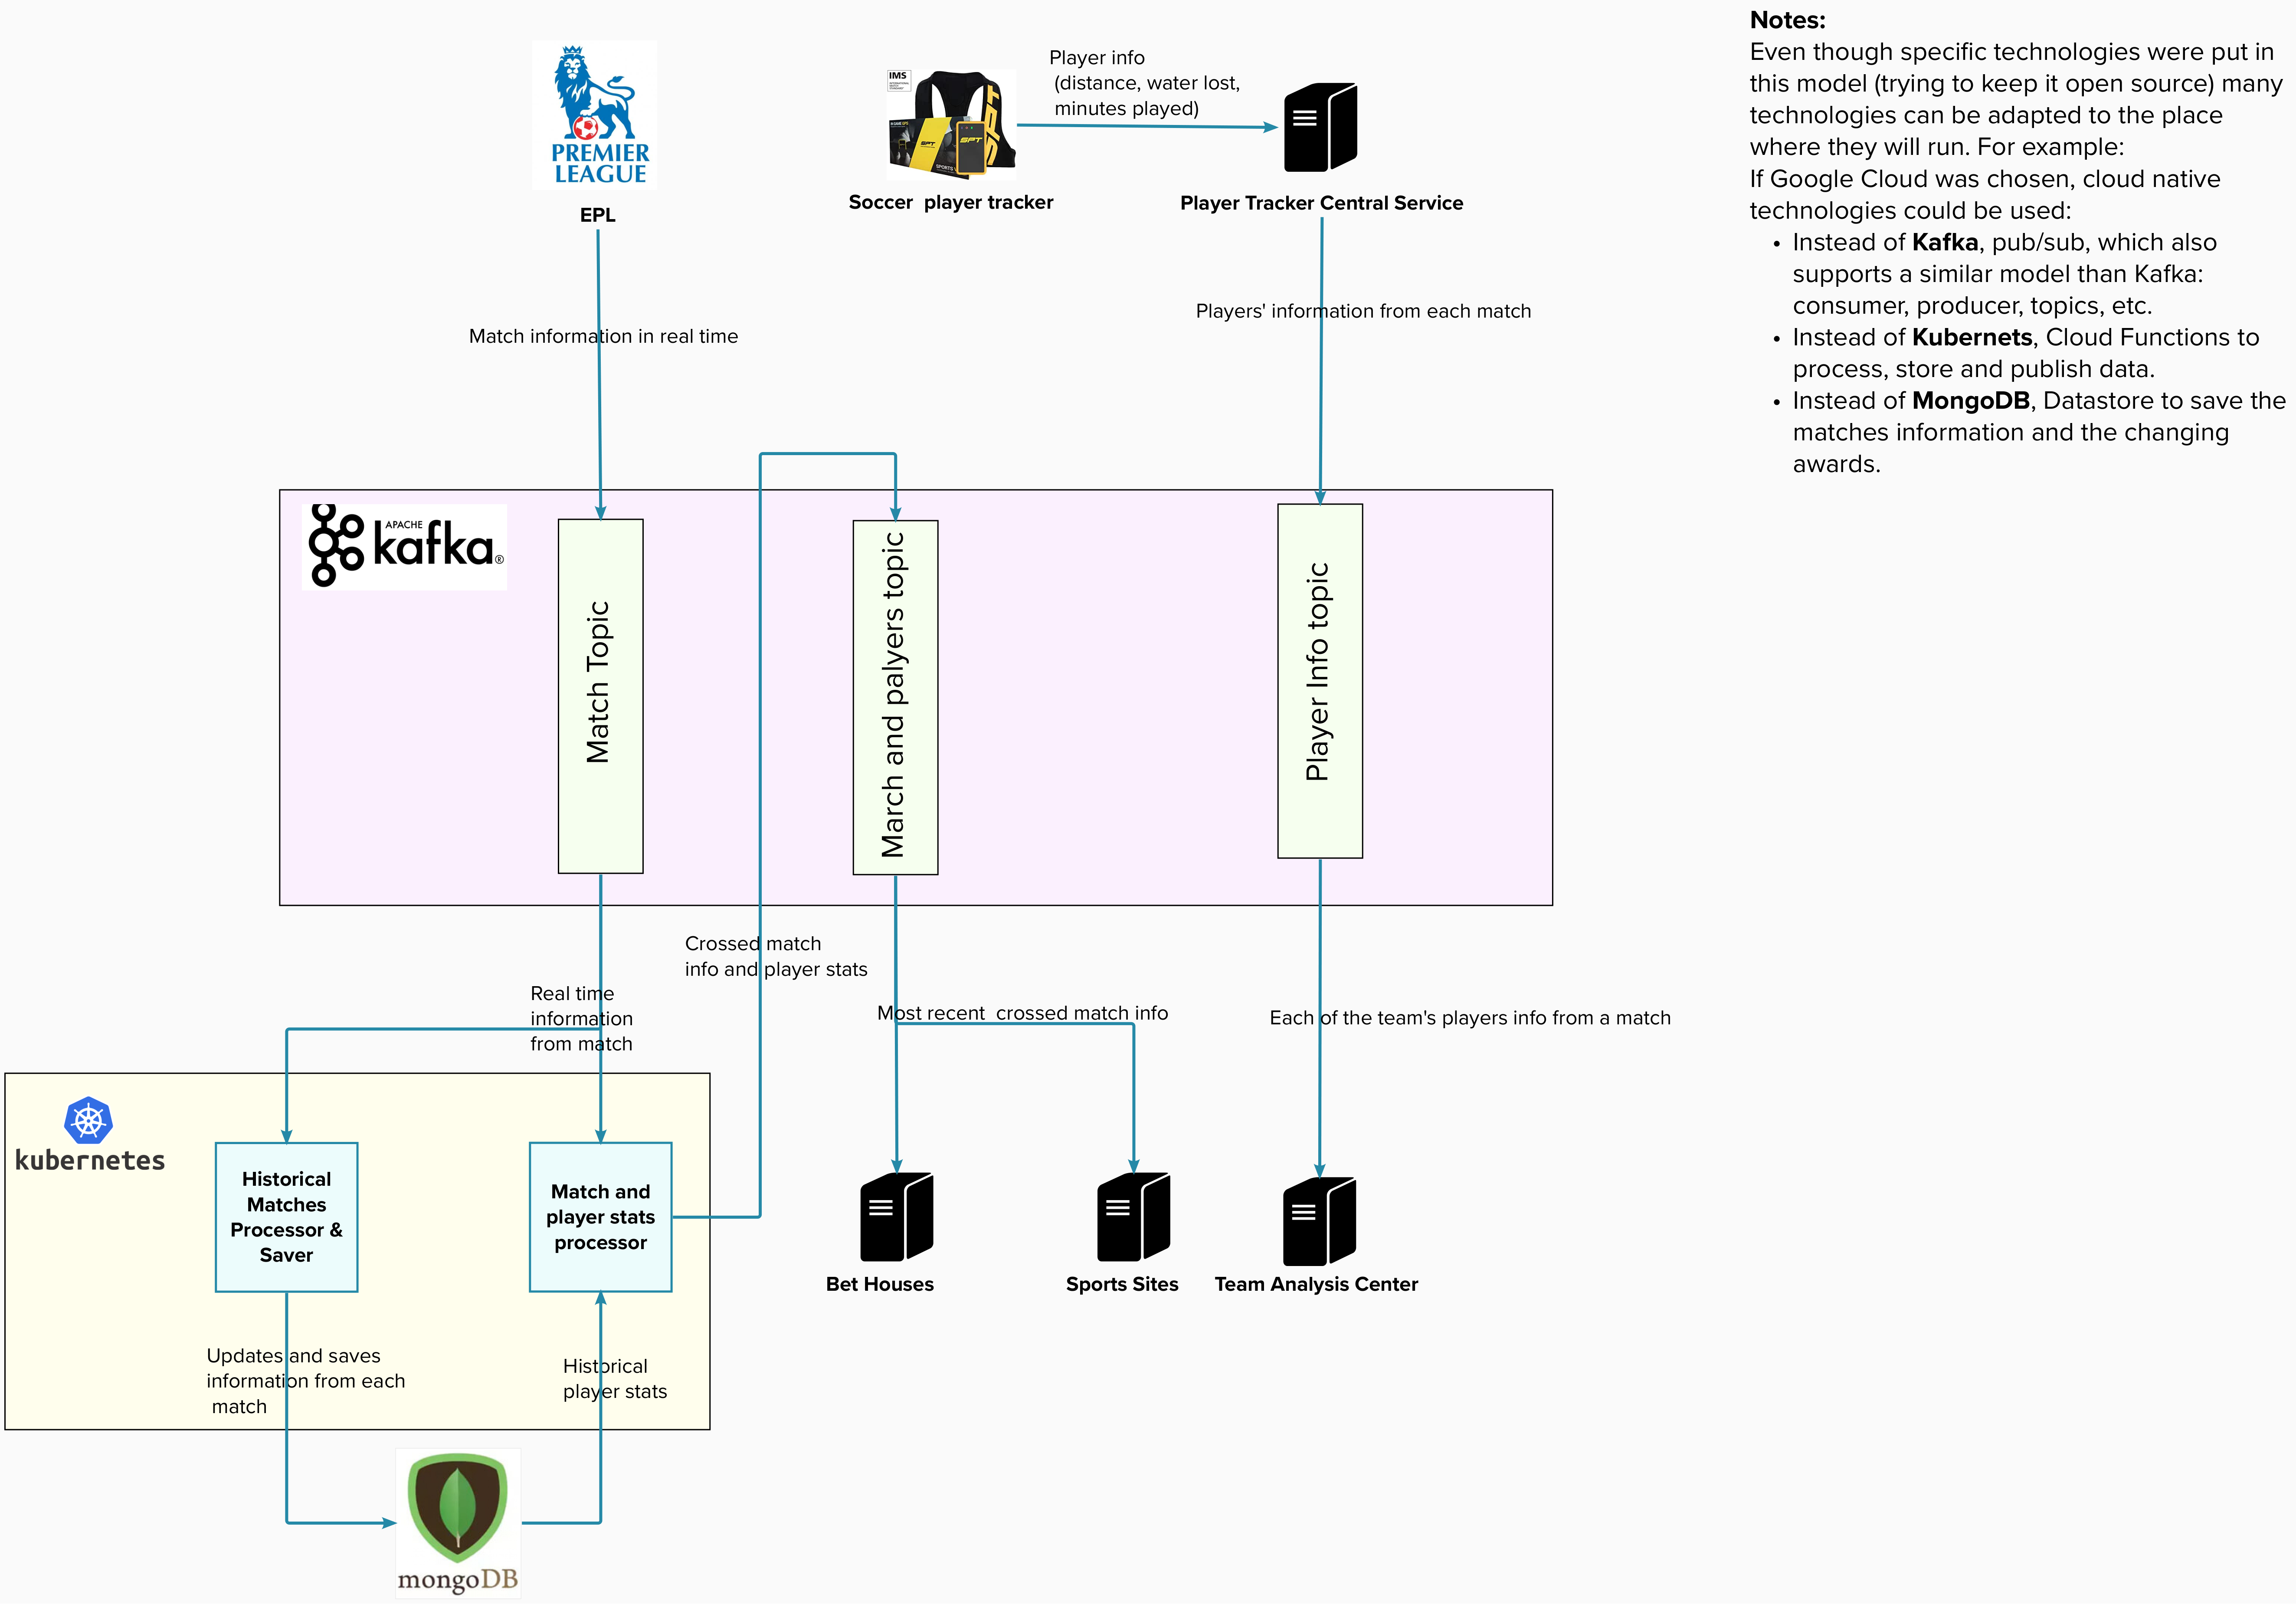 PREMIER
LEAGUE
EPL
IMS
SPT
SPT
SPT
Soccer  player tracker
Player info
(distance, water lost,
minutes played)
Player Tracker Central Service
Notes:
Even though specific technologies were put in
this model (trying to keep it open source) many
technologies can be adapted to the place
where they will run. For example:
If Google Cloud was chosen, cloud native
technologies could be used:
• Instead of Kafka, pub/sub, which also
supports a similar model than Kafka:
consumer, producer, topics, etc.
• Instead of Kubernets, Cloud Functions to
process, store and publish data.
• Instead of MongoDB, Datastore to save the
matches information and the changing
awards.
Match information in real time
Players' information from each match
APACHE
kafka®
Match Topic
March and palyers topic
Player Info topic
Crossed match
info and player stats
Real time
information
from match
Most recent  crossed match info
Each of the team's players info from a match
kubernetes
Historical
Matches
Processor &
Saver
Match and
player stats
processor
Bet Houses
Sports Sites
Team Analysis Center
Updates and saves
information from each
match
Historical
player stats
mongoDB